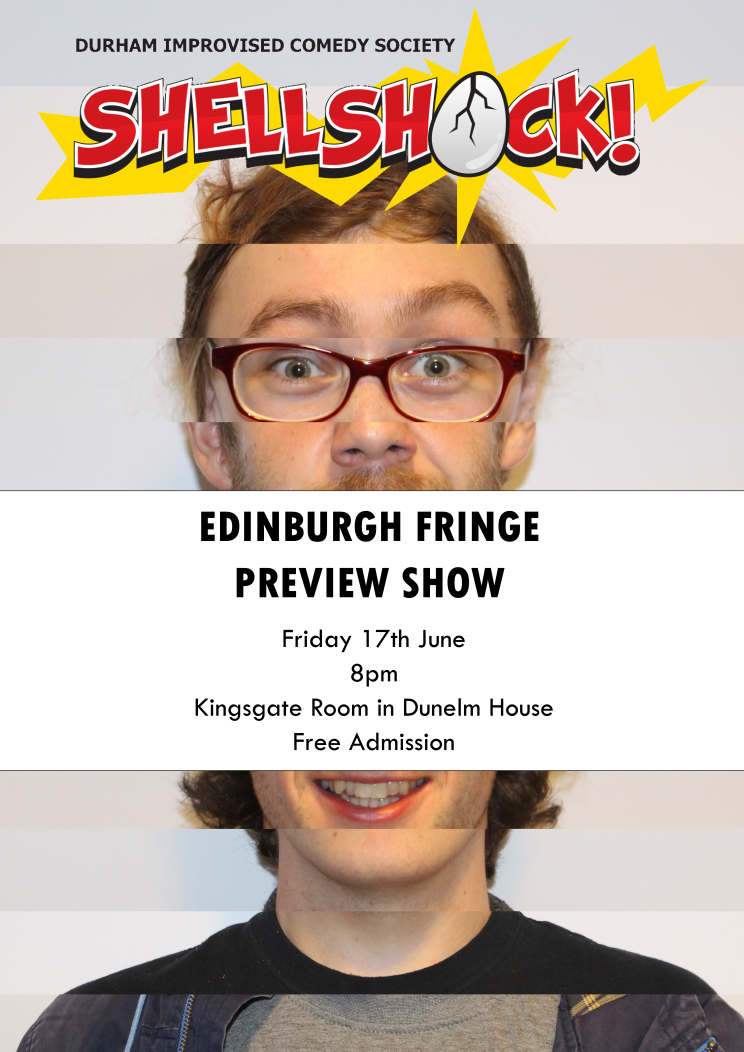 DURHAM IMPROVISED COMEDY SOCIETY
SHELLSHOCK!
EDINBURGH FRINGE
PREVIEW SHOW
Friday 17th June
8pm
Kingsgate Room in Dunelm House
Free Admission